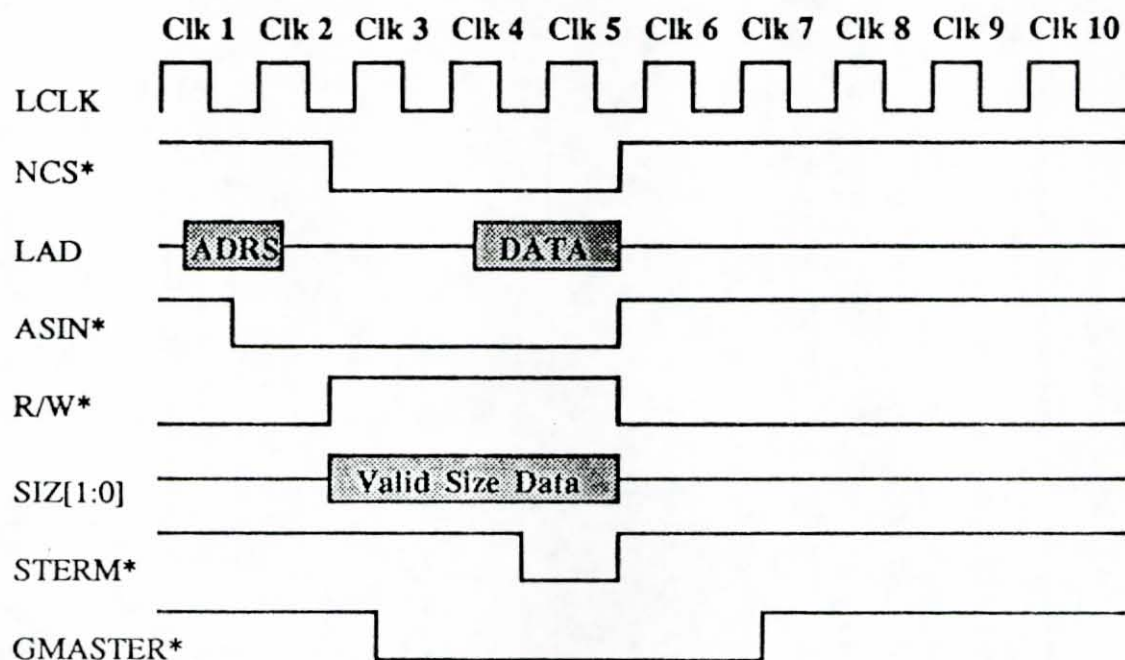 Clk 1 Clk 2 Clk 3 Clk 4 Clk 5 Clk 6 Clk 7 Clk 8 Clk 9 Clk 10
LCLK
NCS*
LAD ADRS DATA
ASIN*
R/W*
SIZ[1:0] Valid Size Data
STERM*
GMASTER*